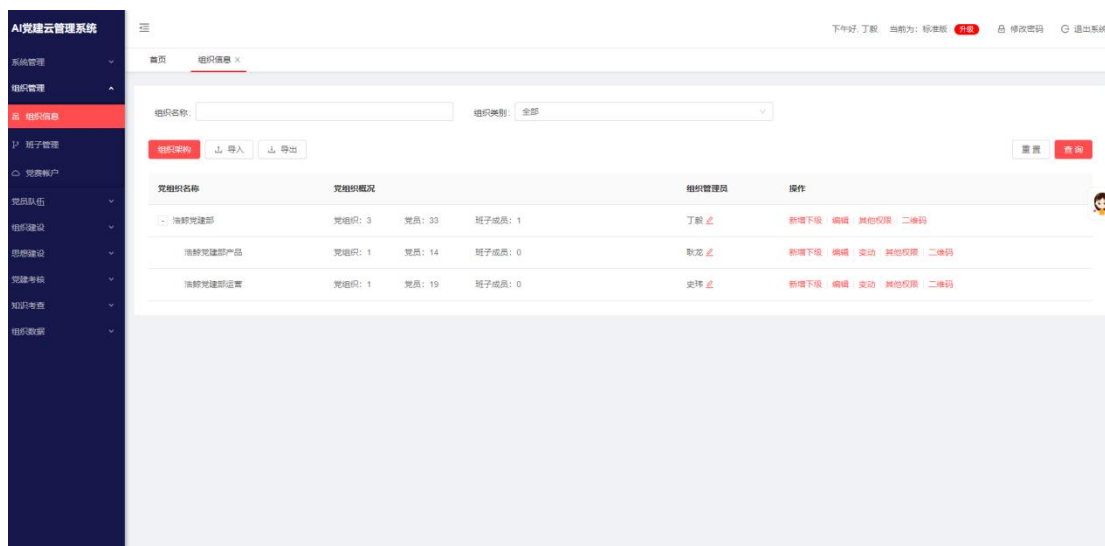 AI党建云管理系统
下午好, 丁毅 当前为: 标准版 升级 修改密码 退出系统
系统管理
组织管理
组织信息
班子管理
党费帐户
党员队伍
组织建设
思想建设
党建考核
知识考查
组织数据
首页 组织信息 ×
组织名称: 组织类别: 全部
组织架构 导入 导出 重置 查询
党组织名称 党组织概况 组织管理员 操作
- 浩鲸党建部 党组织: 3 党员: 33 班子成员: 1 丁毅 新增下级 编辑 其他权限 二维码
浩鲸党建部产品 党组织: 1 党员: 14 班子成员: 0 耿龙 新增下级 编辑 变动 其他权限 二维码
浩鲸党建部运营 党组织: 1 党员: 19 班子成员: 0 史玮 新增下级 编辑 变动 其他权限 二维码